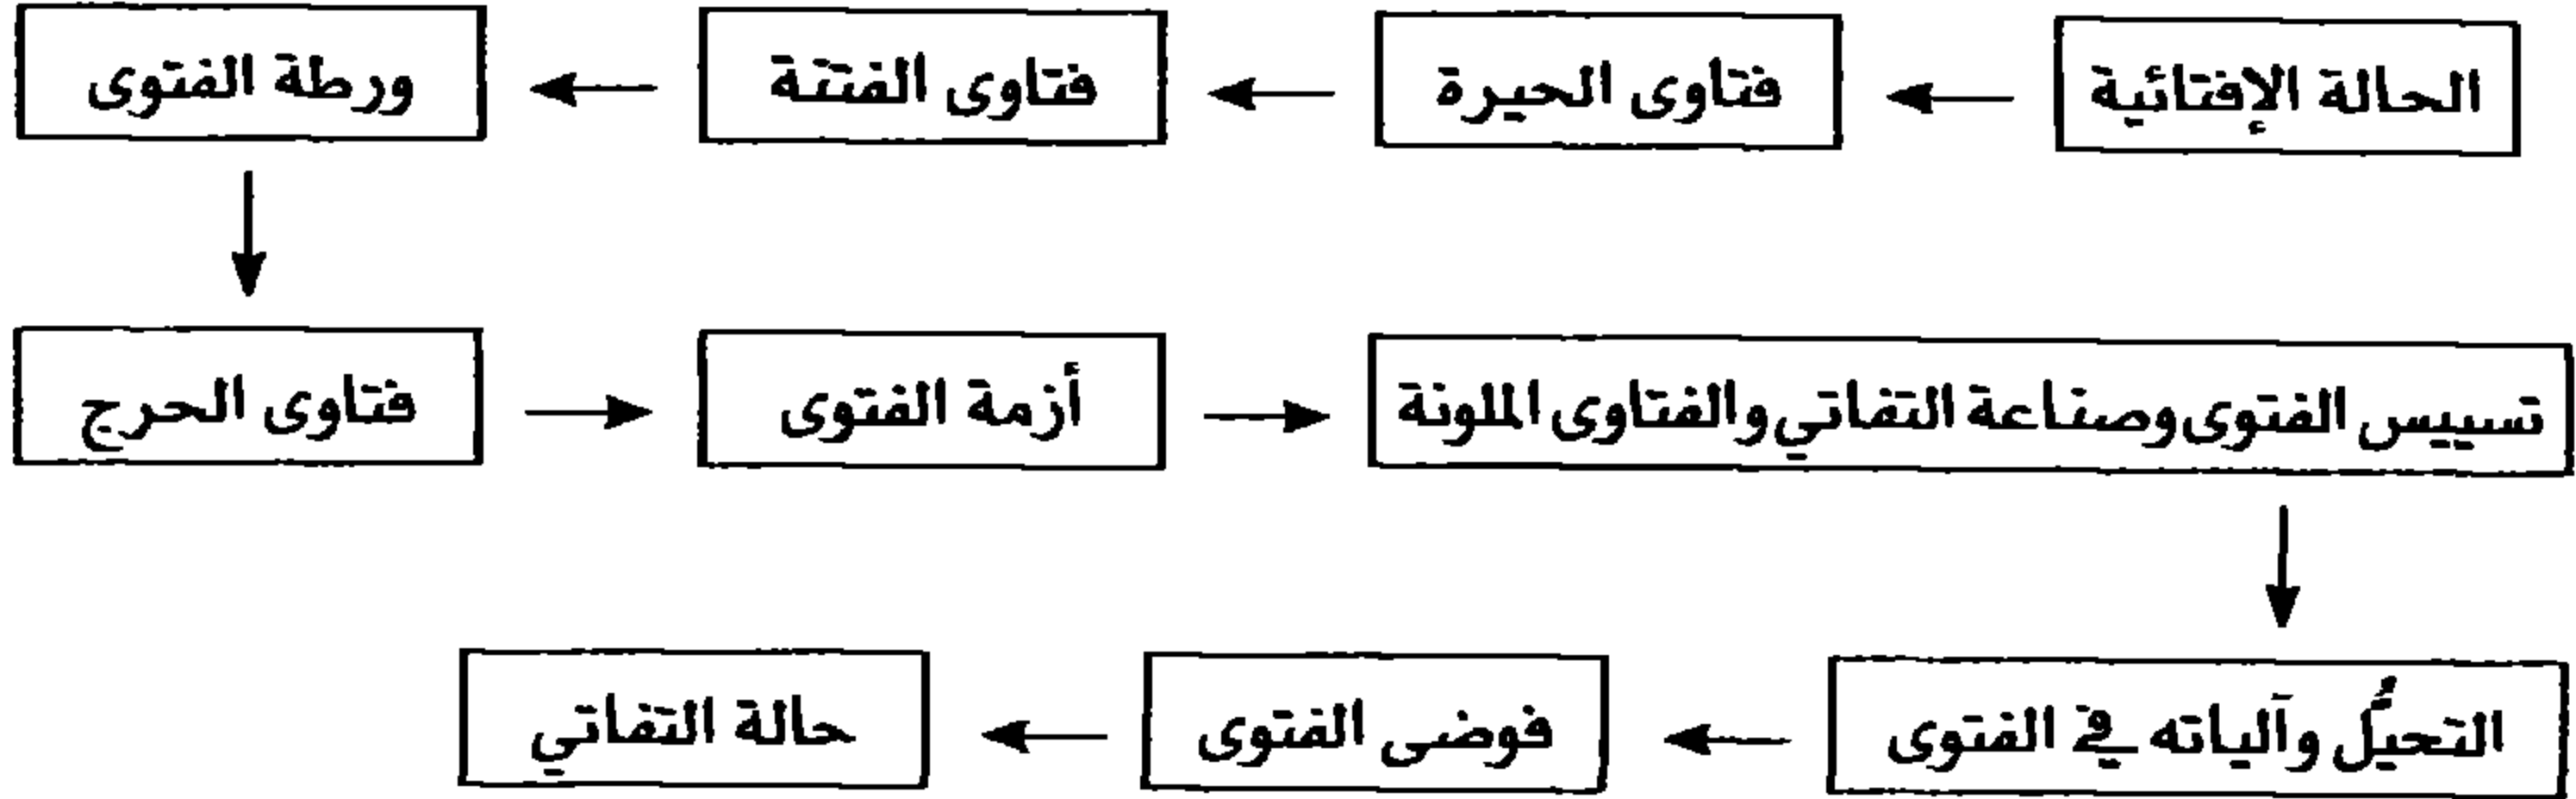 الحالة الإفتائية
فتاوى الحيرة
فتاوى الفتنة
ورطة الفتوى
فتاوى الحرج
أزمة الفتوى
تسييس الفتوى وصناعة التفاتي والفتاوى الملونة
التحيُّل وآلياته في الفتوى
فوضى الفتوى
حالة التفاتي